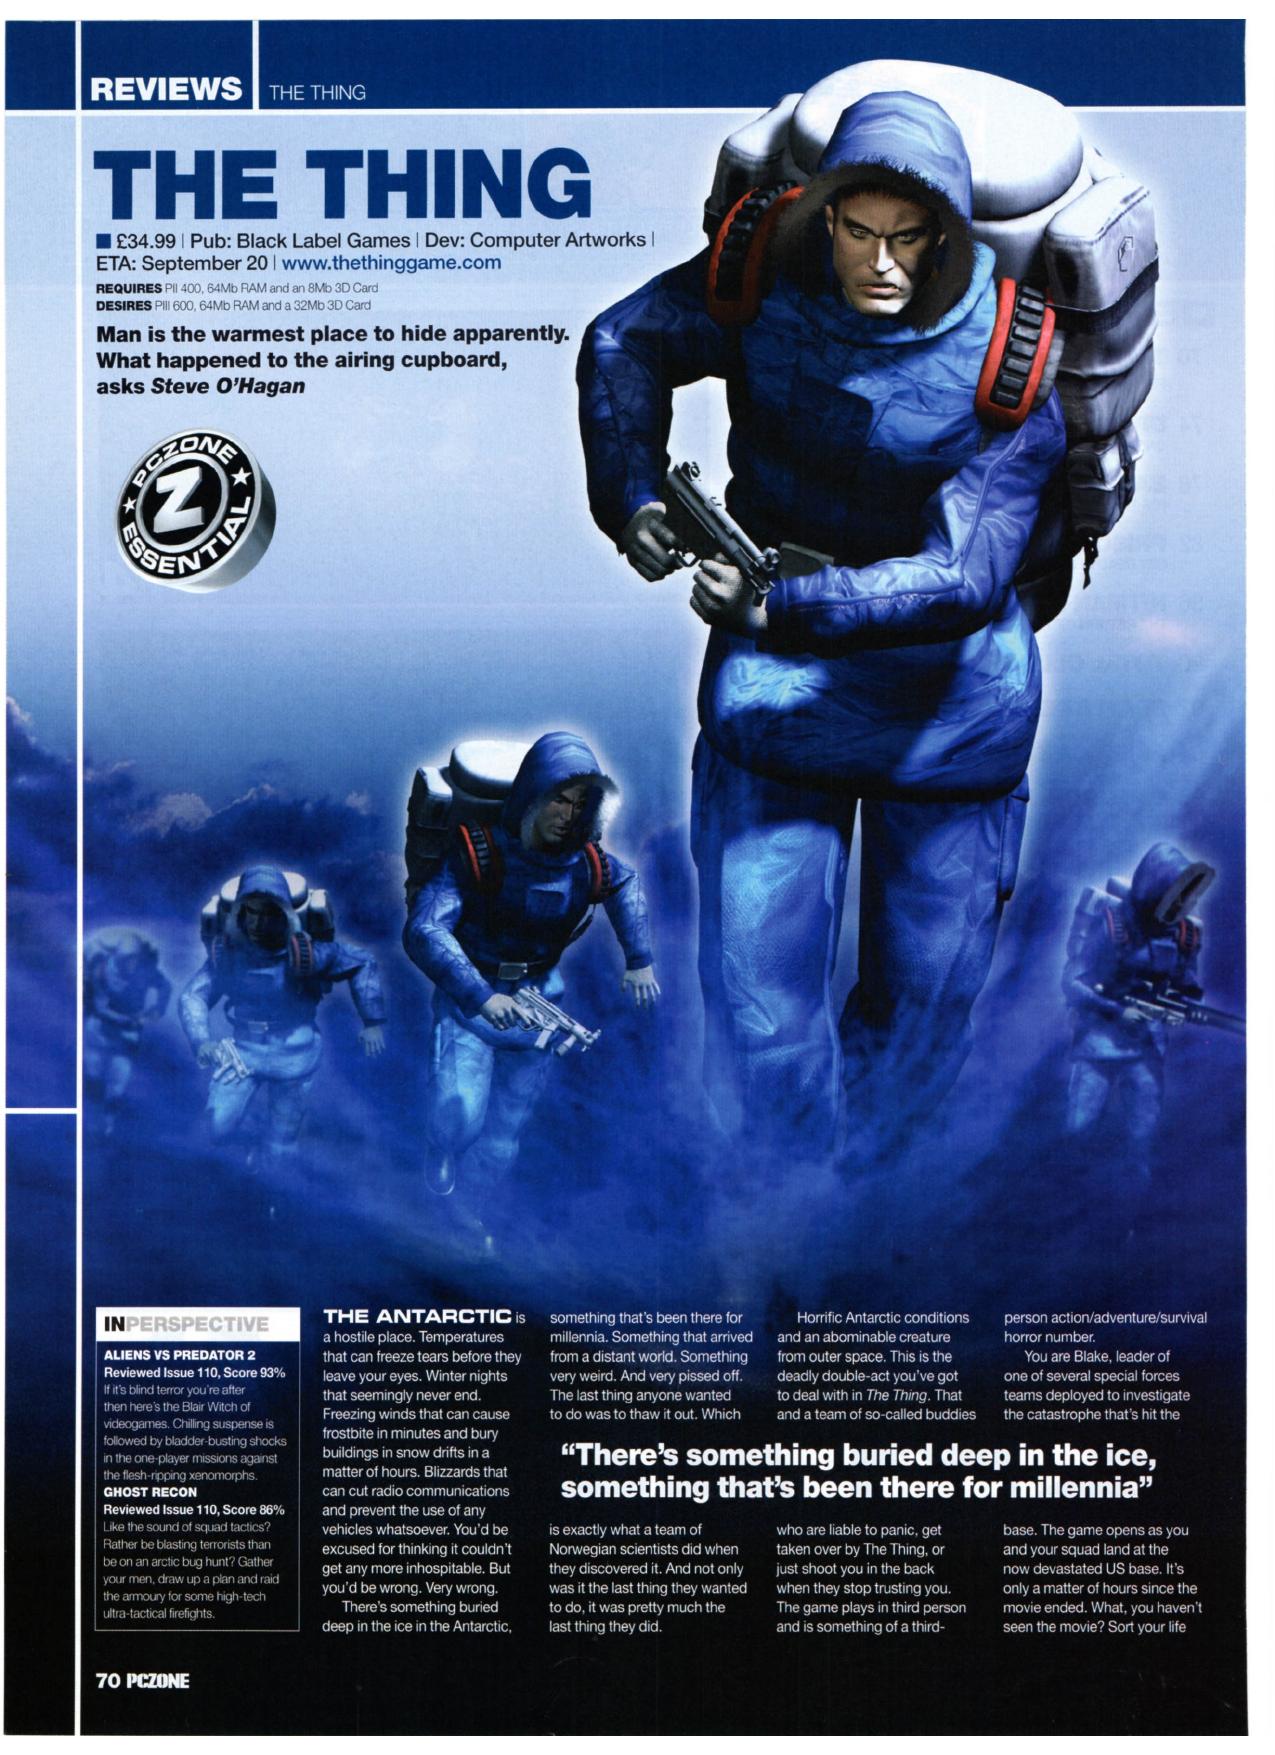 REVIEWS
THE THING
THE THING
£34.99 | Pub: Black Label Games | Dev: Computer Artworks |
ETA: September 20 | www.thethinggame.com
REQUIRES PII 400, 64Mb RAM and an 8Mb 3D Card
DESIRES PIII 600, 64Mb RAM and a 32Mb 3D Card
Man is the warmest place to hide apparently.
What happened to the airing cupboard,
asks Steve O'Hagan
PCZONE
Z
ESSENTIAL
INPERSPECTIVE
ALIENS VS PREDATOR 2
Reviewed Issue 110, Score 93%
If it's blind terror you're after
then here's the Blair Witch of
videogames. Chilling suspense is
followed by bladder-busting shocks
in the one-player missions against
the flesh-ripping xenomorphs.
GHOST RECON
Reviewed Issue 110, Score 86%
Like the sound of squad tactics?
Rather be blasting terrorists than
be on an arctic bug hunt? Gather
your men, draw up a plan and raid
the armoury for some high-tech
ultra-tactical firefights.
THE ANTARCTIC is
a hostile place. Temperatures
that can freeze tears before they
leave your eyes. Winter nights
that seemingly never end.
Freezing winds that can cause
frostbite in minutes and bury
buildings in snow drifts in a
matter of hours. Blizzards that
can cut radio communications
and prevent the use of any
vehicles whatsoever. You'd be
excused for thinking it couldn't
get any more inhospitable. But
you'd be wrong. Very wrong.
There's something buried
deep in the ice in the Antarctic,
something that's been there for
millennia. Something that arrived
from a distant world. Something
very weird. And very pissed off.
The last thing anyone wanted
to do was to thaw it out. Which
is exactly what a team of
Norwegian scientists did when
they discovered it. And not only
was it the last thing they wanted
to do, it was pretty much the
last thing they did.
Horrific Antarctic conditions
and an abominable creature
from outer space. This is the
deadly double-act you've got
to deal with in The Thing. That
and a team of so-called buddies
who are liable to panic, get
taken over by The Thing, or
just shoot you in the back
when they stop trusting you.
The game plays in third person
and is something of a third-
person action/adventure/survival
horror number.
You are Blake, leader of
one of several special forces
teams deployed to investigate
the catastrophe that's hit the
base. The game opens as you
and your squad land at the
now devastated US base. It's
only a matter of hours since the
movie ended. What, you haven't
seen the movie? Sort your life
"There's something buried deep in the ice,
something that's been there for millennia"
70 PCZONE